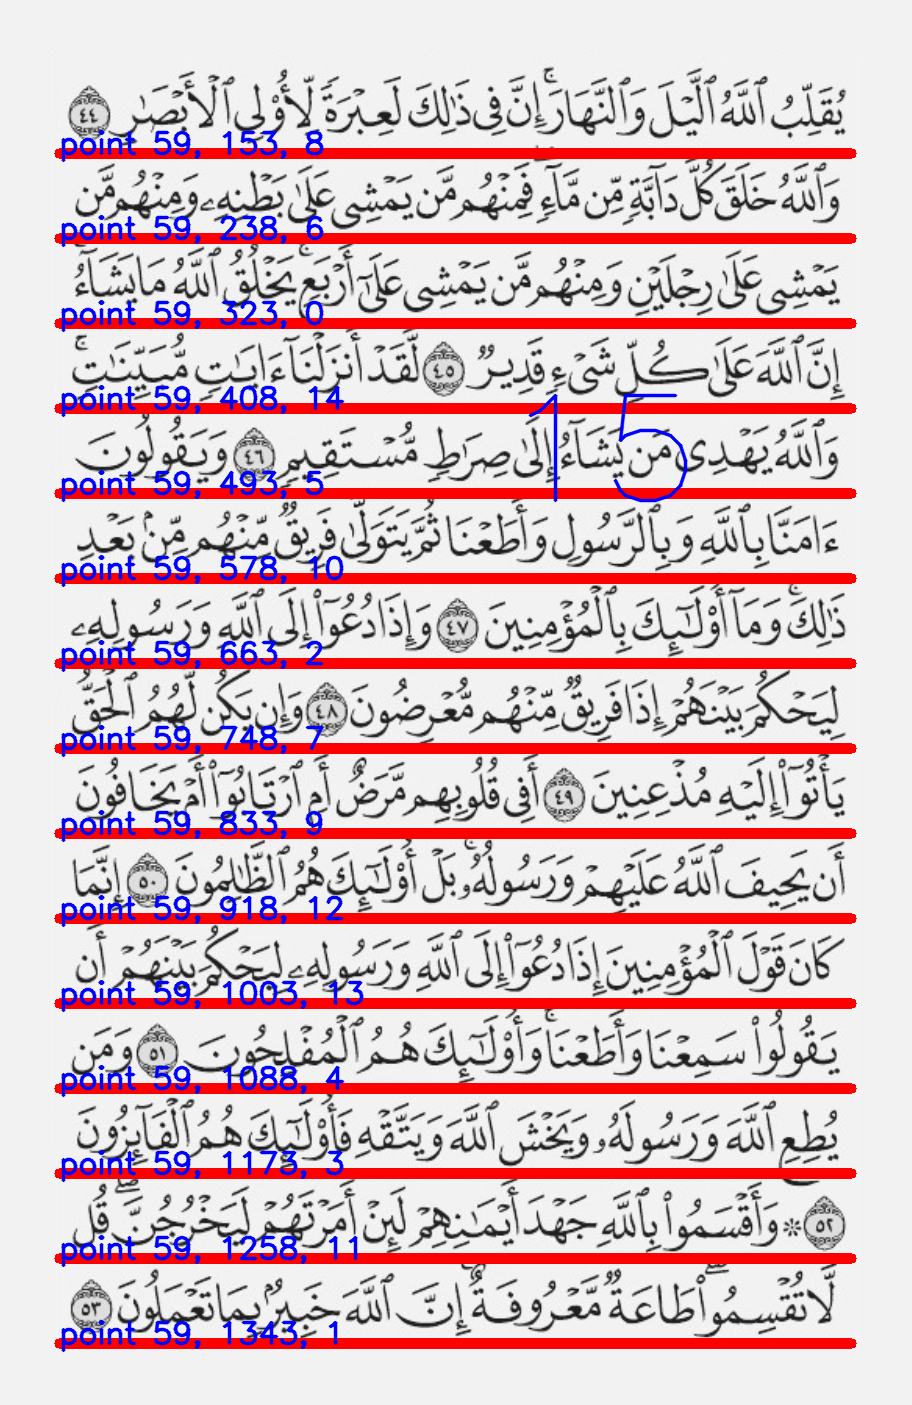 يُقَلِّبُ ٱللَّهُ ٱلَّيْلَ وَٱلنَّهَارَۚ إِنَّ فِى ذَٰلِكَ لَعِبْرَةً لِّأُو۟لِى ٱلْأَبْصَٰرِ ٤٤
point 59, 153, 8
وَٱللَّهُ خَلَقَ كُلَّ دَآبَّةٍ مِّن مَّآءٍۖ فَمِنْهُم مَّن يَمْشِى عَلَىٰ بَطْنِهِۦ وَمِنْهُم مَّن
point 59, 238, 6
يَمْشِى عَلَىٰ رِجْلَيْنِ وَمِنْهُم مَّن يَمْشِى عَلَىٰٓ أَرْبَعٍۚ يَخْلُقُ ٱللَّهُ مَا يَشَآءُۚ
point 59, 323, 0
إِنَّ ٱللَّهَ عَلَىٰ كُلِّ شَىْءٍ قَدِيرٌ ٤٥ لَّقَدْ أَنزَلْنَآ ءَايَٰتٍ مُّبَيِّنَٰتٍۚ
point 59, 408, 14
15
وَٱللَّهُ يَهْدِى مَن يَشَآءُ إِلَىٰ صِرَٰطٍ مُّسْتَقِيمٍ ٤٦ وَيَقُولُونَ
point 59, 493, 5
ءَامَنَّا بِٱللَّهِ وَبِٱلرَّسُولِ وَأَطَعْنَا ثُمَّ يَتَوَلَّىٰ فَرِيقٌ مِّنْهُم مِّنۢ بَعْدِ
point 59, 578, 10
ذَٰلِكَۚ وَمَآ أُو۟لَٰٓئِكَ بِٱلْمُؤْمِنِينَ ٤٧ وَإِذَا دُعُوٓا۟ إِلَى ٱللَّهِ وَرَسُولِهِۦ
point 59, 663, 2
لِيَحْكُمَ بَيْنَهُمْ إِذَا فَرِيقٌ مِّنْهُم مُّعْرِضُونَ ٤٨ وَإِن يَكُن لَّهُمُ ٱلْحَقُّ
point 59, 748, 7
يَأْتُوٓا۟ إِلَيْهِ مُذْعِنِينَ ٤٩ أَفِى قُلُوبِهِم مَّرَضٌ أَمِ ٱرْتَابُوٓا۟ أَمْ يَخَافُونَ
point 59, 833, 9
أَن يَحِيفَ ٱللَّهُ عَلَيْهِمْ وَرَسُولُهُۥۚ بَلْ أُو۟لَٰٓئِكَ هُمُ ٱلظَّٰلِمُونَ ٥٠ إِنَّمَا
point 59, 918, 12
كَانَ قَوْلَ ٱلْمُؤْمِنِينَ إِذَا دُعُوٓا۟ إِلَى ٱللَّهِ وَرَسُولِهِۦ لِيَحْكُمَ بَيْنَهُمْ أَن
point 59, 1003, 13
يَقُولُوا۟ سَمِعْنَا وَأَطَعْنَاۚ وَأُو۟لَٰٓئِكَ هُمُ ٱلْمُفْلِحُونَ ٥١ وَمَن
point 59, 1088, 4
يُطِعِ ٱللَّهَ وَرَسُولَهُۥ وَيَخْشَ ٱللَّهَ وَيَتَّقْهِ فَأُو۟لَٰٓئِكَ هُمُ ٱلْفَآئِزُونَ
point 59, 1173, 3
٥٢ ۞ وَأَقْسَمُوا۟ بِٱللَّهِ جَهْدَ أَيْمَٰنِهِمْ لَئِنْ أَمَرْتَهُمْ لَيَخْرُجُنَّۖ قُل
point 59, 1258, 11
لَّا تُقْسِمُوا۟ۖ طَاعَةٌ مَّعْرُوفَةٌۚ إِنَّ ٱللَّهَ خَبِيرٌۢ بِمَا تَعْمَلُونَ ٥٣
point 59, 1343, 1